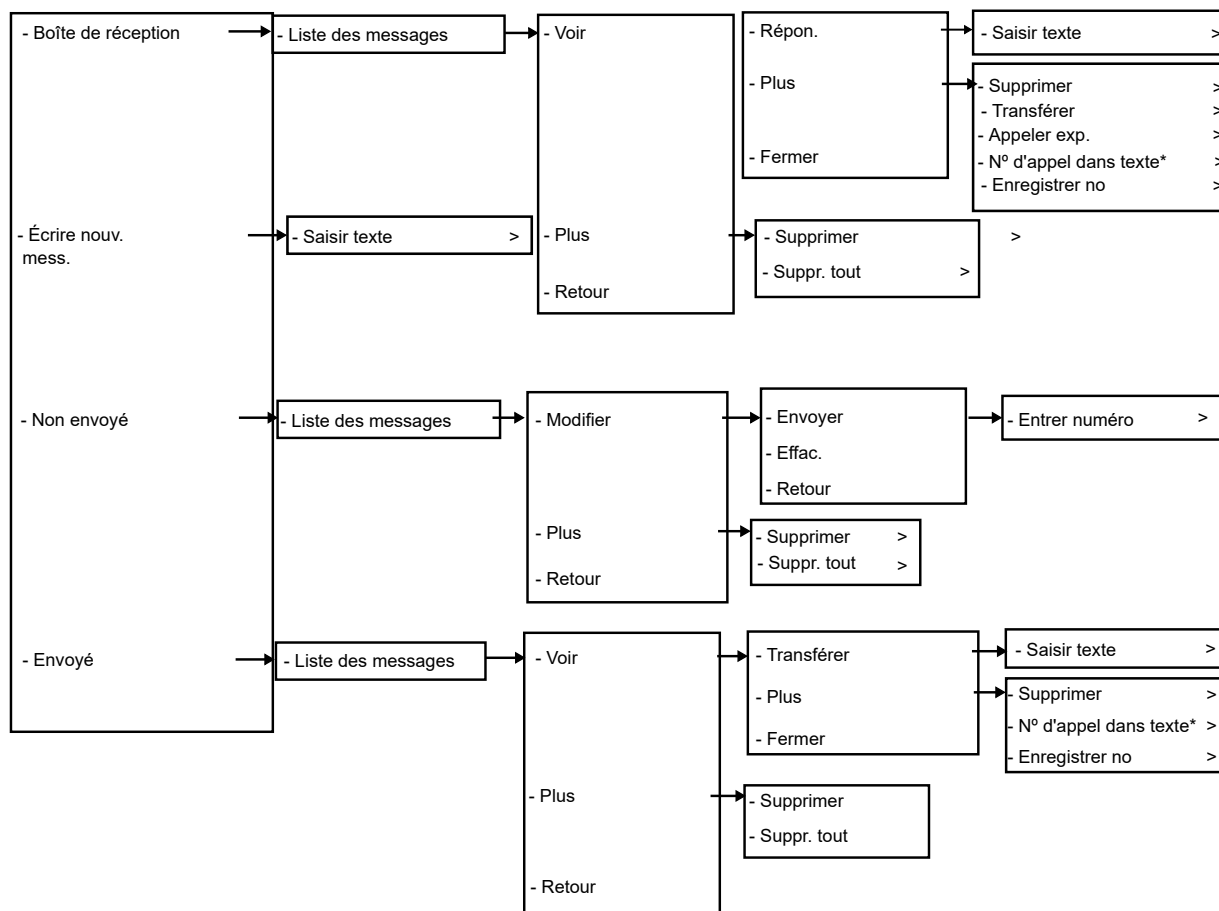 - Boîte de réception
- Liste des messages
- Voir
- Répon.
- Saisir texte >
- Plus
- Supprimer >
- Transférer >
- Appeler exp. >
- Nº d'appel dans texte* >
- Enregistrer no >
- Fermer
- Écrire nouv.
mess.
- Saisir texte >
- Plus
- Supprimer >
- Suppr. tout >
- Retour
- Non envoyé
- Liste des messages
- Modifier
- Envoyer
- Entrer numéro >
- Effac.
- Retour
- Plus
- Supprimer >
- Suppr. tout >
- Retour
- Envoyé
- Liste des messages
- Voir
- Transférer
- Saisir texte >
- Plus
- Supprimer >
- Nº d'appel dans texte* >
- Enregistrer no >
- Fermer
- Plus
- Supprimer
- Suppr. tout
- Retour